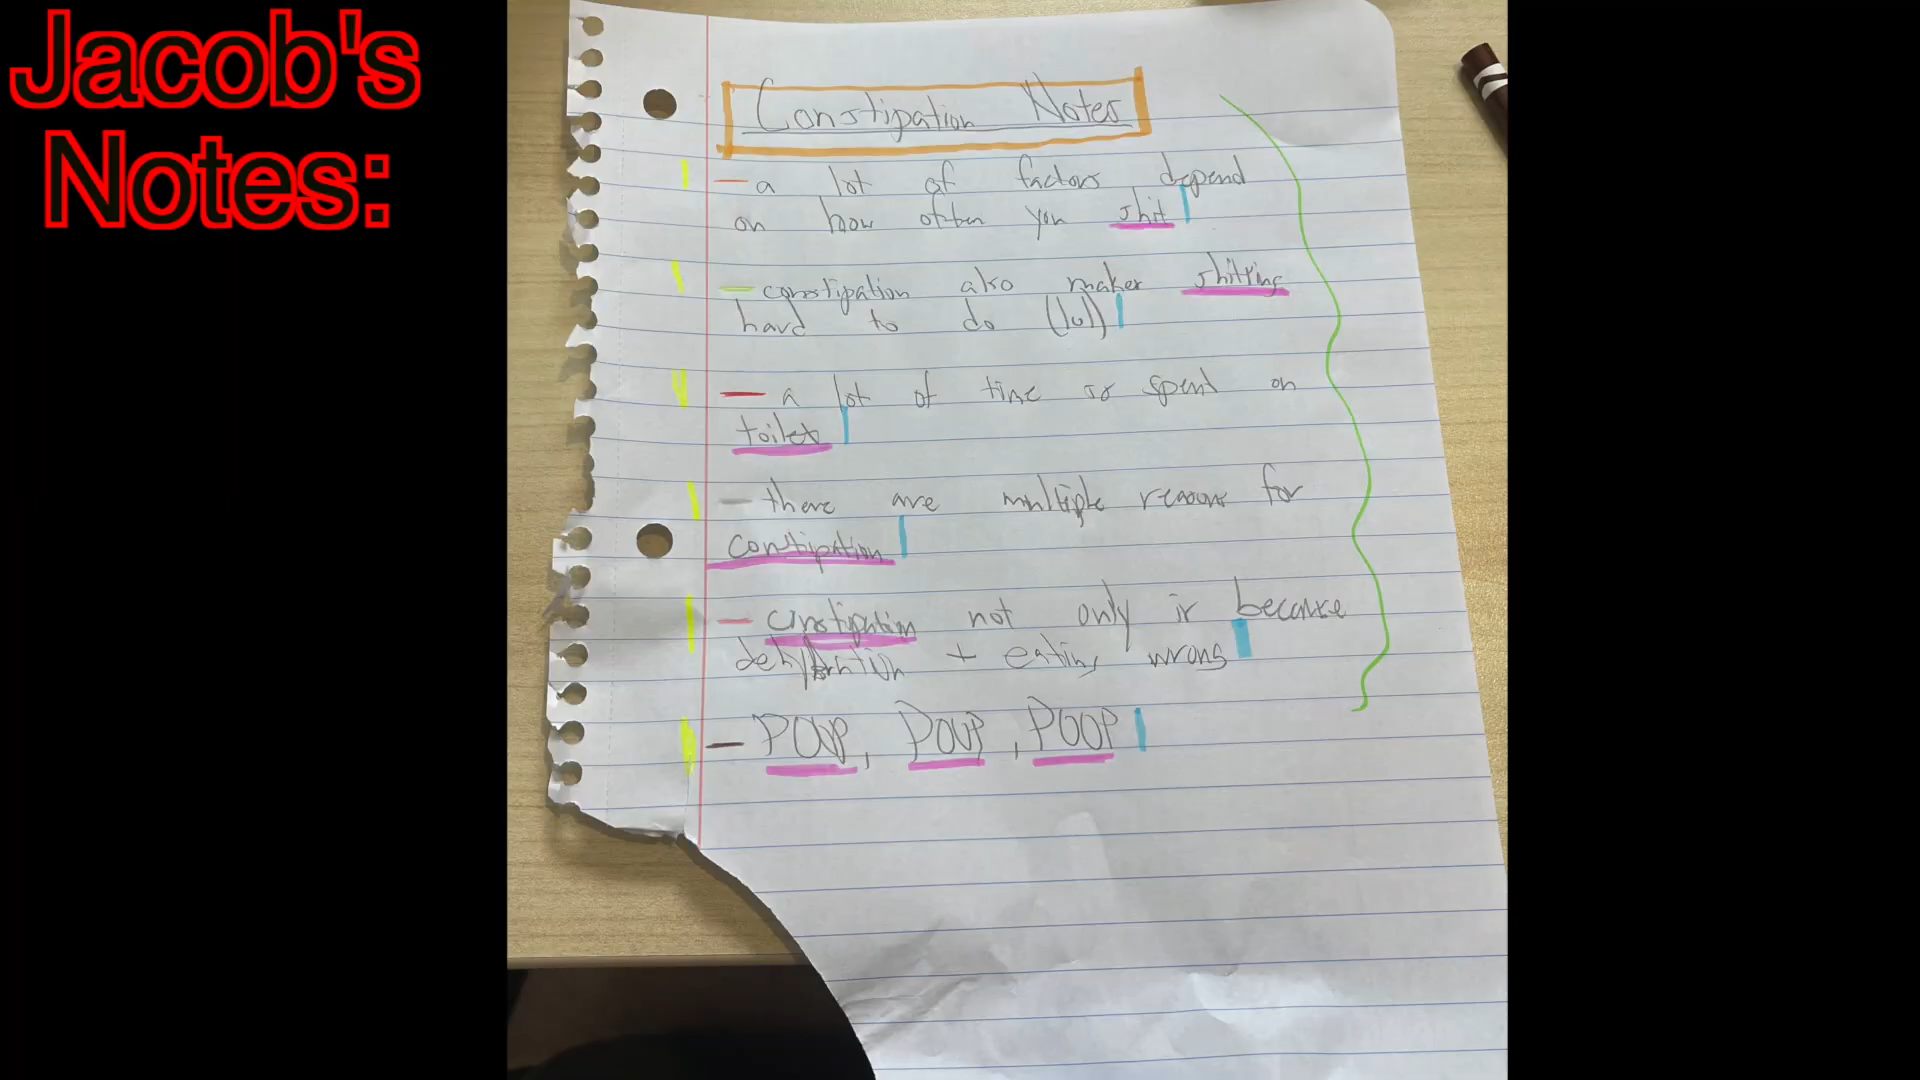 Jacob's
Notes:
Constipation Notes
- a lot of factors depend
on how often you shit
- constipation also makes shitting
hard to do (lol)
- a lot of time is spent on
toilet
- there are multiple reasons for
constipation
- constipation not only is because
dehydration + eating wrong
- POOP, POOP, POOP